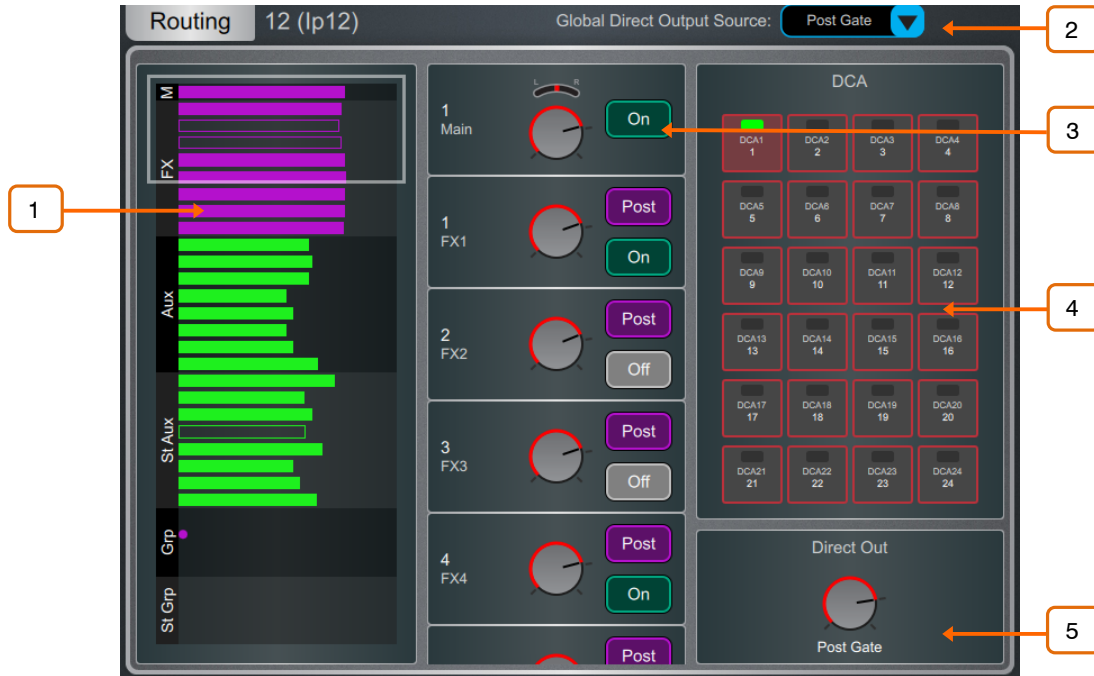 Routing 12 (Ip12) Global Direct Output Source: Post Gate
2
M
FX
Aux
St Aux
Grp
St Grp
1
L R
1
Main
On
3
1
FX1
Post
On
2
FX2
Post
Off
3
FX3
Post
Off
4
FX4
Post
On
Post
DCA
DCA1 DCA2 DCA3 DCA4
1 2 3 4
DCA5 DCA6 DCA7 DCA8
5 6 7 8
DCA9 DCA10 DCA11 DCA12
9 10 11 12
DCA13 DCA14 DCA15 DCA16
13 14 15 16
DCA17 DCA18 DCA19 DCA20
17 18 19 20
DCA21 DCA22 DCA23 DCA24
21 22 23 24
4
Direct Out
Post Gate
5